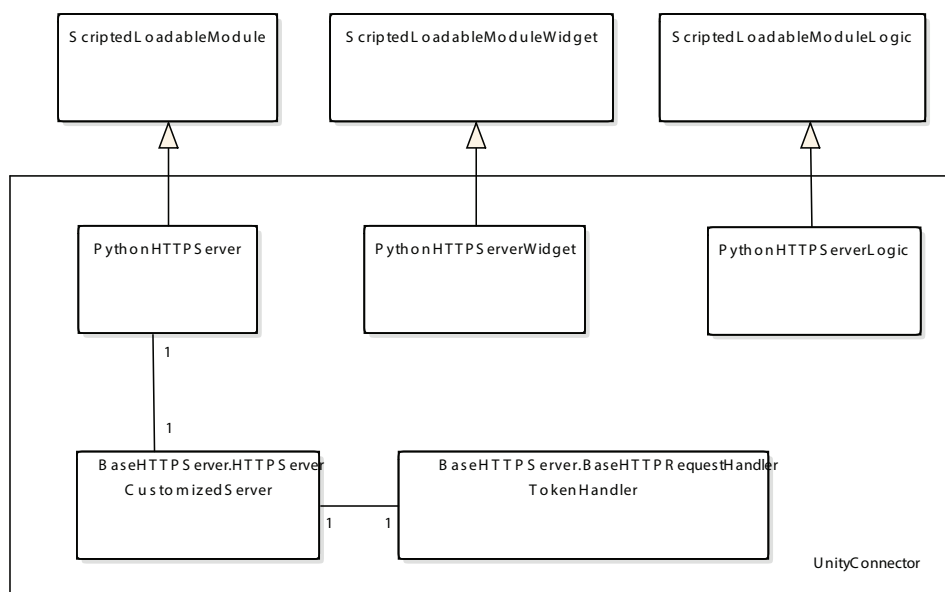 ScriptedLoadableModule
ScriptedLoadableModuleWidget
ScriptedLoadableModuleLogic
PythonHTTPServer
PythonHTTPServerWidget
PythonHTTPServerLogic
1
1
BaseHTTPServer.HTTPServer
CustomizedServer
BaseHTTPServer.BaseHTTPRequestHandler
TokenHandler
1
1
UnityConnector